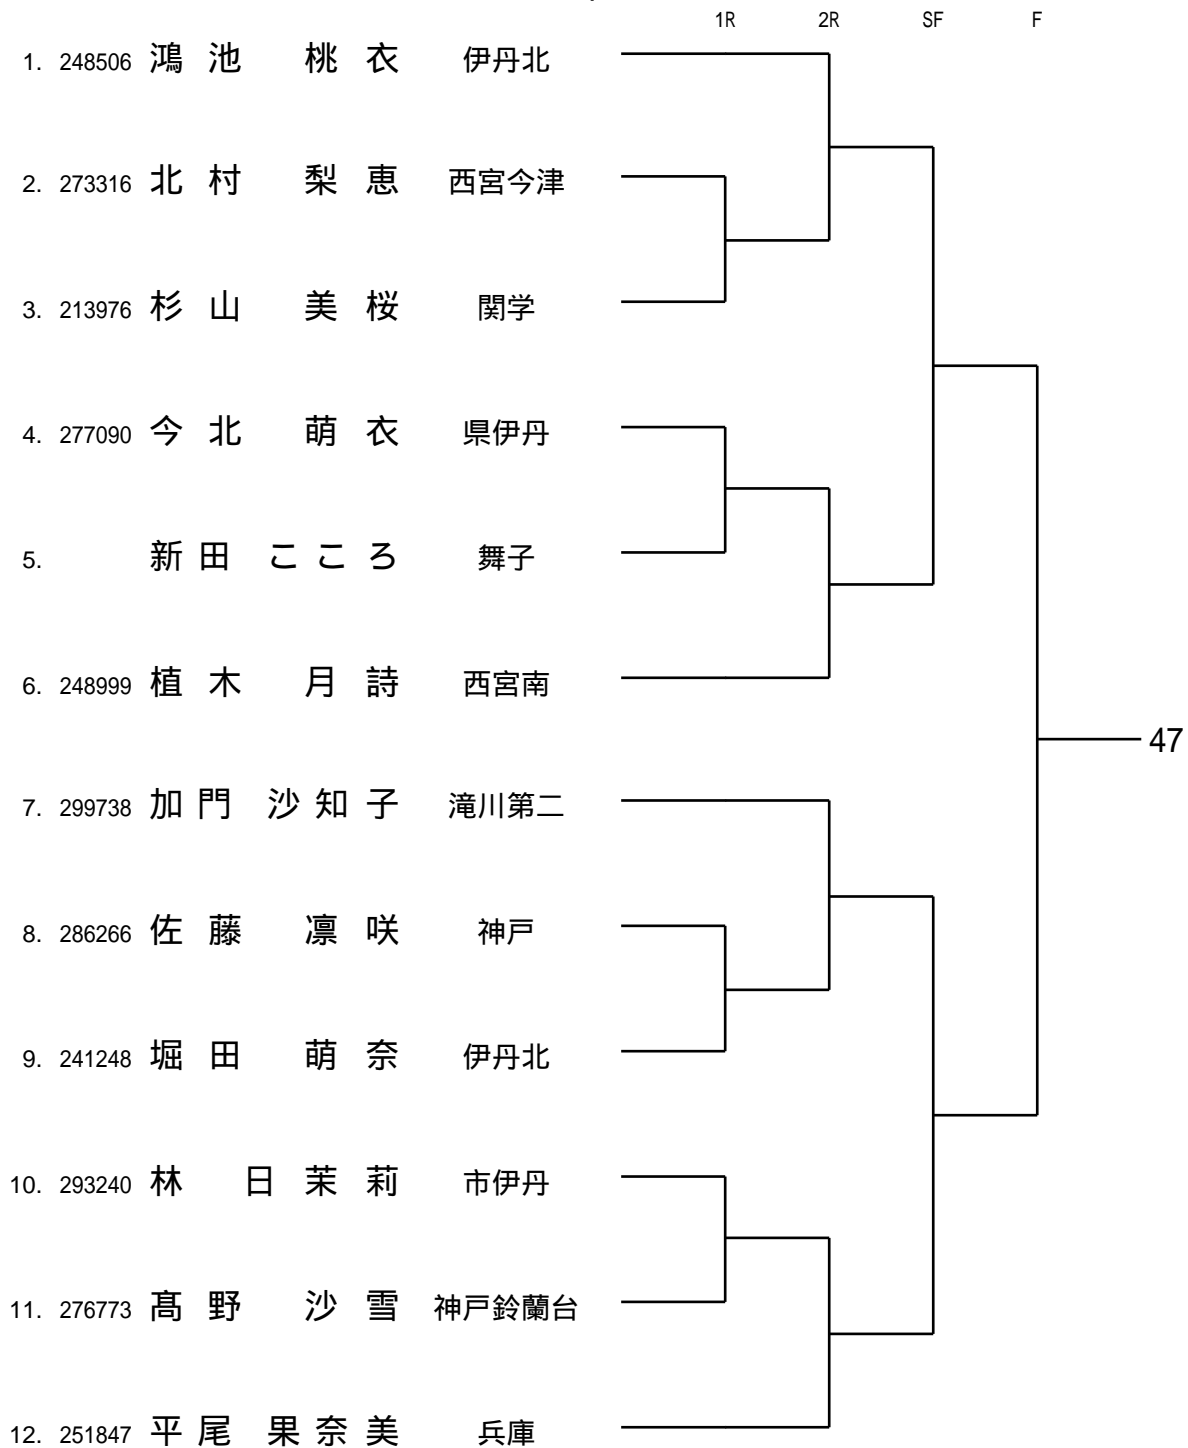 1R 2R SF F
1. 248506 鴻池 桃衣 伊丹北
2. 273316 北村 梨恵 西宮今津
3. 213976 杉山 美桜 関学
4. 277090 今北 萌衣 県伊丹
5. 新田 こころ 舞子
6. 248999 植木 月詩 西宮南
47
7. 299738 加門 沙知子 滝川第二
8. 286266 佐藤 凛咲 神戸
9. 241248 堀田 萌奈 伊丹北
10. 293240 林 日茉莉 市伊丹
11. 276773 髙野 沙雪 神戸鈴蘭台
12. 251847 平尾 果奈美 兵庫